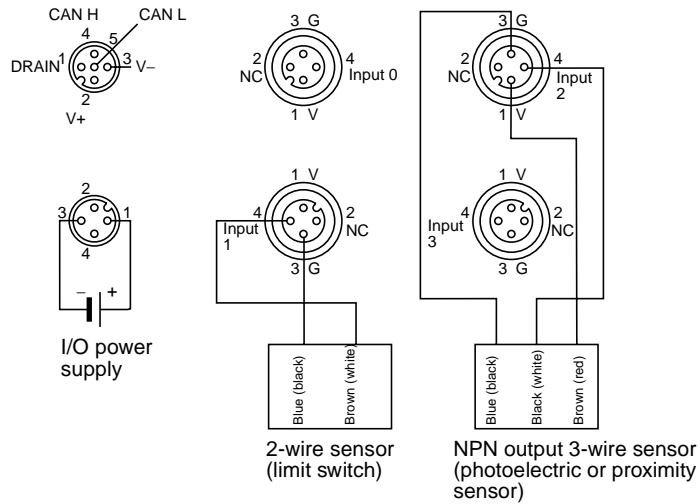 CAN H
CAN L
4
5
DRAIN
1
3
V–
2
V+
3 G
2
NC
4
Input 0
1 V
3 G
2
NC
4
Input
2
1 V
2
3
1
4
–
+
I/O power
supply
1 V
4
Input
1
2
NC
3 G
1 V
4
Input
3
2
NC
3 G
Blue (black)
Brown (white)
2-wire sensor
(limit switch)
Blue (black)
Black (white)
Brown (red)
NPN output 3-wire sensor
(photoelectric or proximity
sensor)